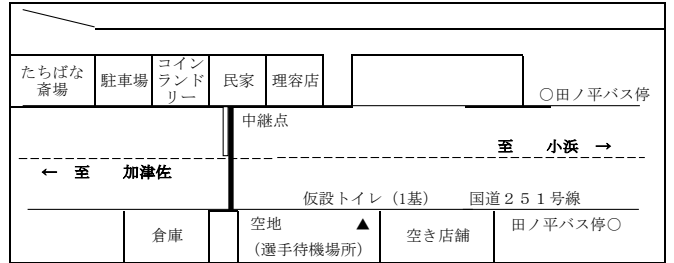 たちばな
斎場
駐車場
コイン
ランド
リー
民家
理容店
○田ノ平バス停
中継点
至 小浜 →
← 至 加津佐
仮設トイレ（1基） 国道２５１号線
倉庫
空地 ▲
（選手待機場所）
空き店舗
田ノ平バス停○